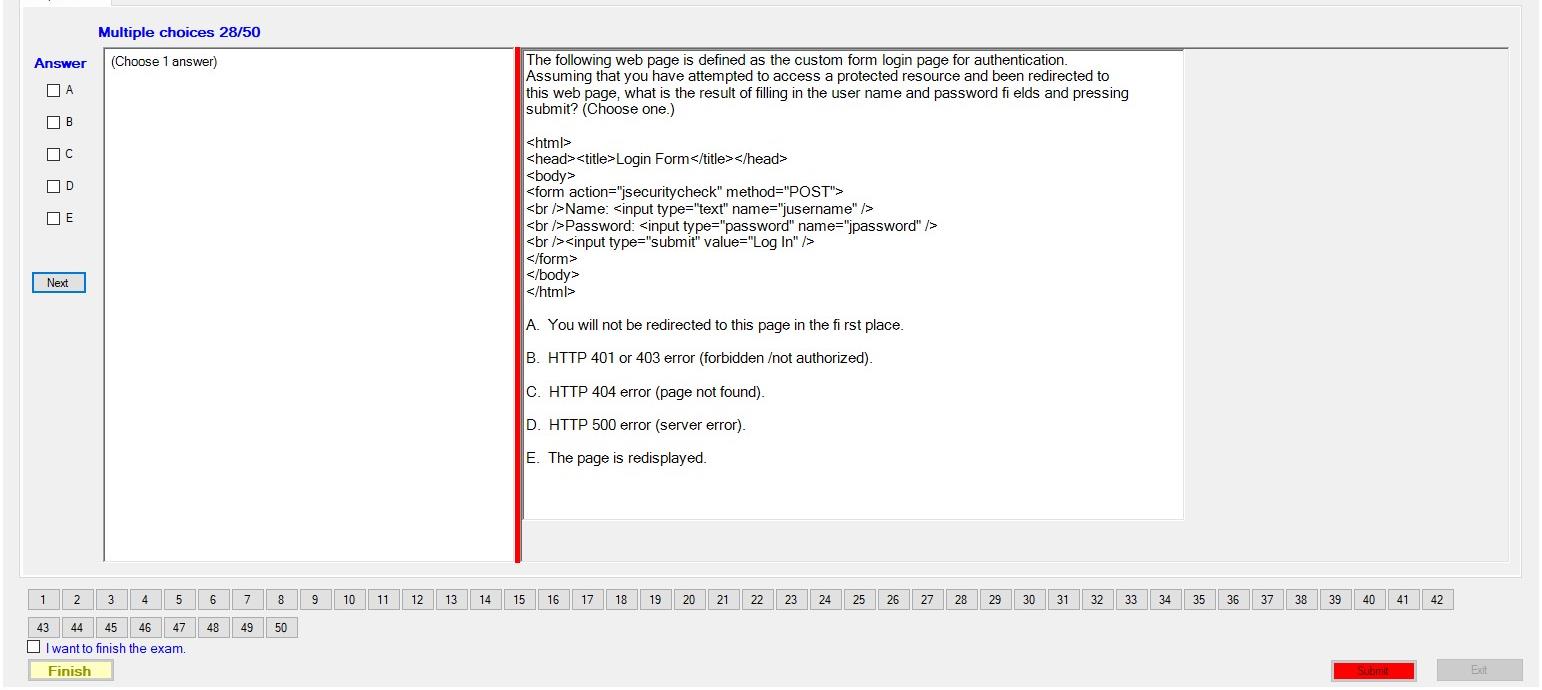 Multiple choices 28/50
Answer
A
B
C
D
E
Next
(Choose 1 answer)
The following web page is defined as the custom form login page for authentication.
Assuming that you have attempted to access a protected resource and been redirected to
this web page, what is the result of filling in the user name and password fi elds and pressing
submit? (Choose one.)
<html>
<head><title>Login Form</title></head>
<body>
<form action="jsecuritycheck" method="POST">
<br />Name: <input type="text" name="jusername" />
<br />Password: <input type="password" name="jpassword" />
<br /><input type="submit" value="Log In" />
</form>
</body>
</html>
A. You will not be redirected to this page in the fi rst place.
B. HTTP 401 or 403 error (forbidden /not authorized).
C. HTTP 404 error (page not found).
D. HTTP 500 error (server error).
E. The page is redisplayed.
1 2 3 4 5 6 7 8 9 10 11 12 13 14 15 16 17 18 19 20 21 22 23 24 25 26 27 28 29 30 31 32 33 34 35 36 37 38 39 40 41 42
43 44 45 46 47 48 49 50
I want to finish the exam.
Finish
Submit
Exit